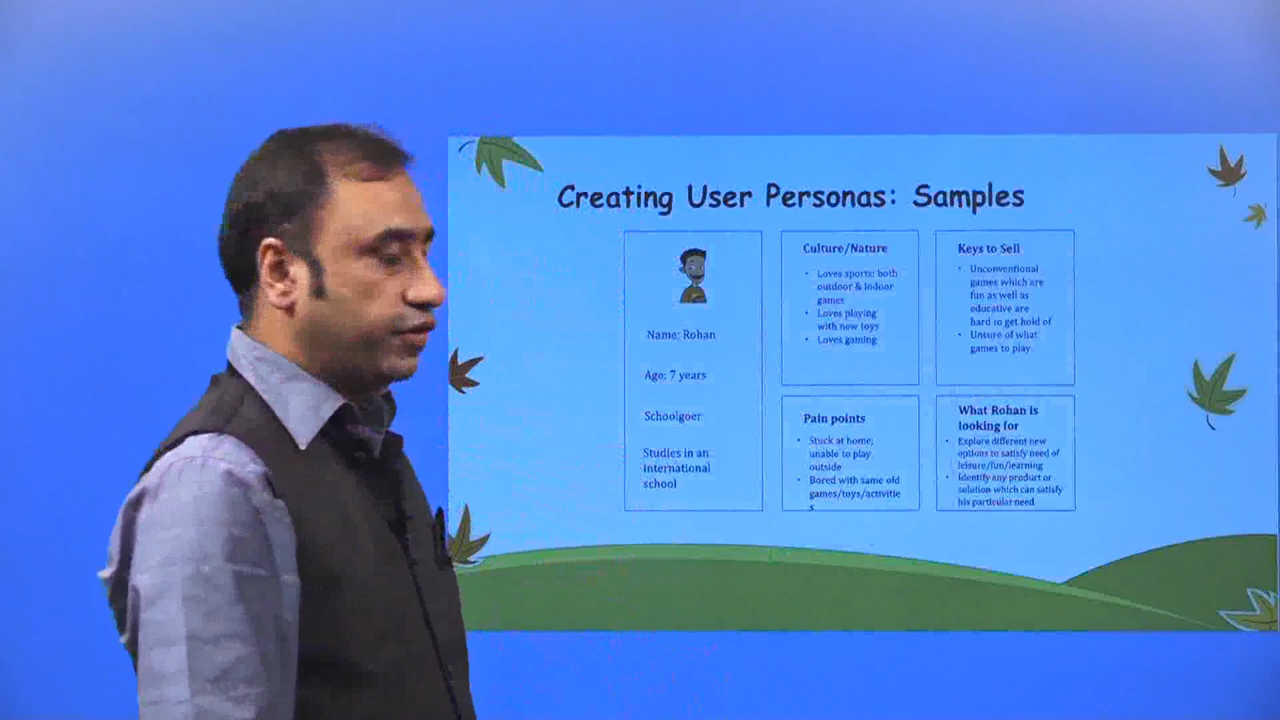 Creating User Personas: Samples
Name: Rohan
Age: 7 years
Schoolgoer
Studies in an
international
school
Culture/Nature
• Loves sports: both
outdoor & indoor
games
• Loves playing
with new toys
• Loves gaming
Keys to Sell
• Unconventional
games which are
fun as well as
educative are
hard to get hold of
• Unsure of what
games to play
Pain points
• Stuck at home;
unable to play
outside
• Bored with same old
games/toys/activitie
s
What Rohan is
looking for
• Explore different new
options to satisfy need of
leisure/fun/learning
• Identify any product or
solution which can satisfy
his particular need